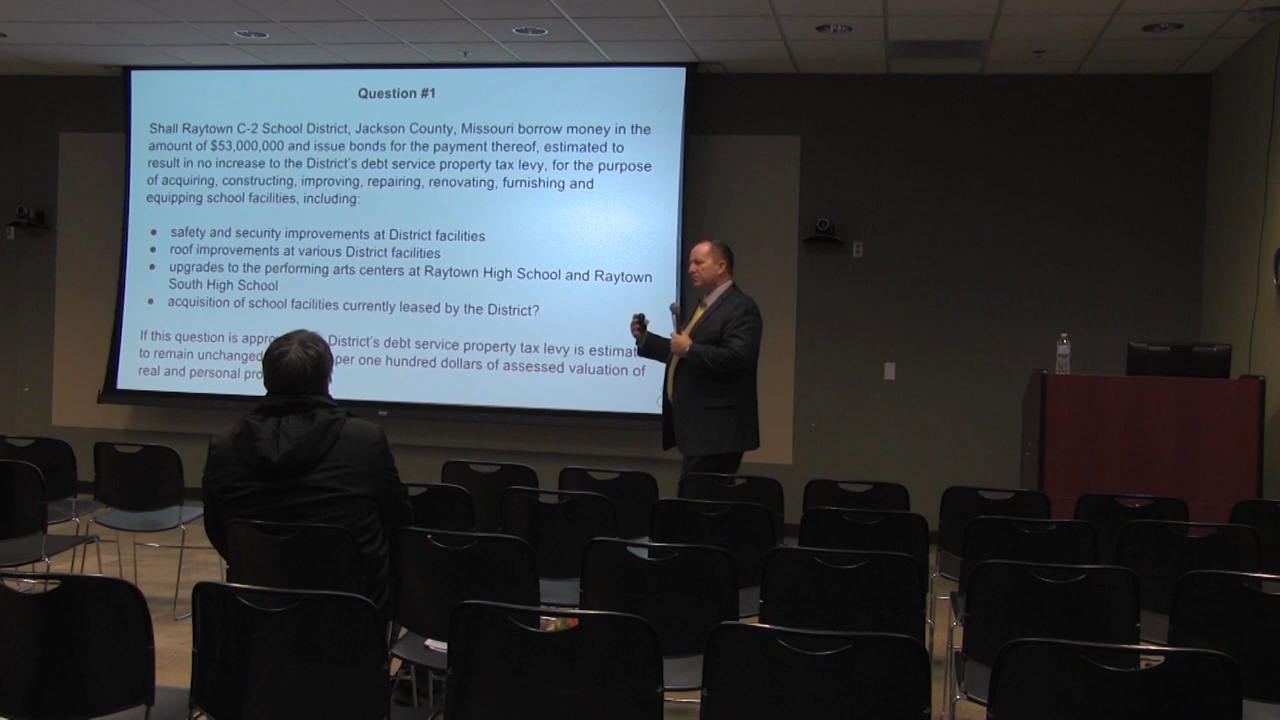 Question #1
Shall Raytown C-2 School District, Jackson County, Missouri borrow money in the
amount of $53,000,000 and issue bonds for the payment thereof, estimated to
result in no increase to the District's debt service property tax levy, for the purpose
of acquiring, constructing, improving, repairing, renovating, furnishing and
equipping school facilities, including:
● safety and security improvements at District facilities
● roof improvements at various District facilities
● upgrades to the performing arts centers at Raytown High School and Raytown
South High School
● acquisition of school facilities currently leased by the District?
If this question is District's debt service property tax levy is
to remain unchanged per one hundred dollars of assessed valuation of
real and personal